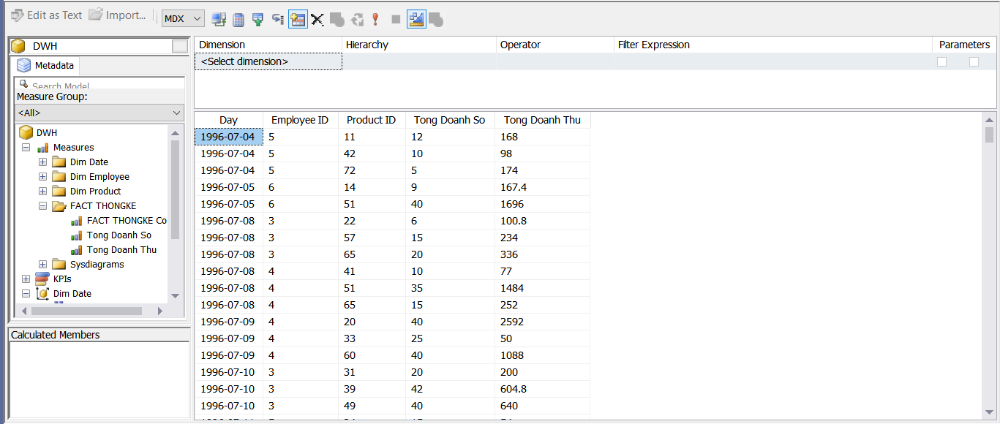 Edit as Text Import... MDX
DWH
Metadata
Search Model
Measure Group:
<All>
DWH
Measures
Dim Date
Dim Employee
Dim Product
FACT THONGKE
FACT THONGKE Co
Tong Doanh So
Tong Doanh Thu
Sysdiagrams
KPIs
Dim Date
Calculated Members
Dimension Hierarchy Operator Filter Expression Parameters
<Select dimension>
Day Employee ID Product ID Tong Doanh So Tong Doanh Thu
1996-07-04 5 11 12 168
1996-07-04 5 42 10 98
1996-07-04 5 72 5 174
1996-07-05 6 14 9 167.4
1996-07-05 6 51 40 1696
1996-07-08 3 22 6 100.8
1996-07-08 3 57 15 234
1996-07-08 3 65 20 336
1996-07-08 4 41 10 77
1996-07-08 4 51 35 1484
1996-07-08 4 65 15 252
1996-07-09 4 20 40 2592
1996-07-09 4 33 25 50
1996-07-09 4 60 40 1088
1996-07-10 3 31 20 200
1996-07-10 3 39 42 604.8
1996-07-10 3 49 40 640